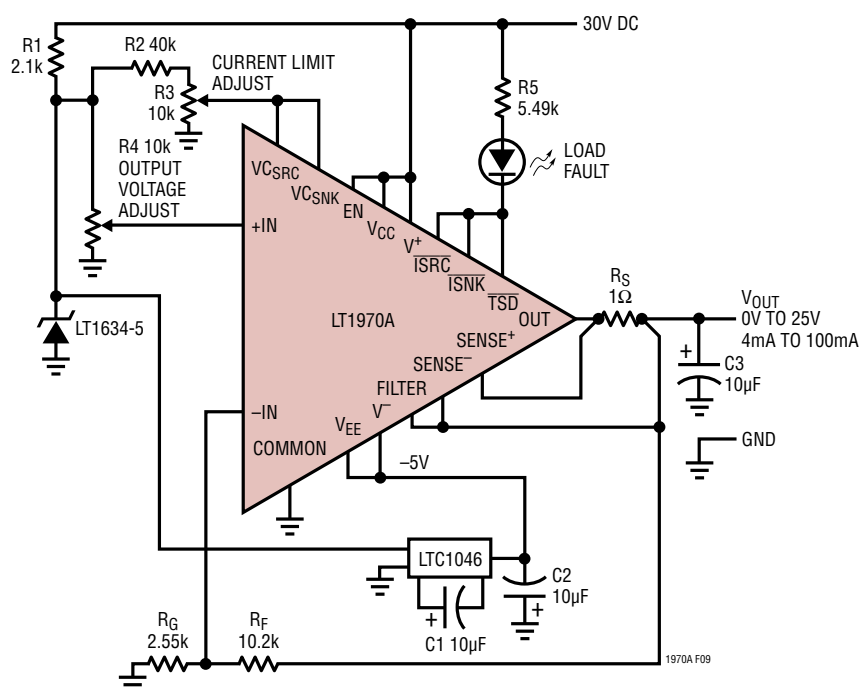 30V DC
R1
2.1k
R2 40k
R3
10k
CURRENT LIMIT
ADJUST
R4 10k
OUTPUT
VOLTAGE
ADJUST
R5
5.49k
LOAD
FAULT
VCSRC
VCSNK
EN
VCC
V+
ISRC
ISNK
TSD
+IN
LT1970A
OUT
SENSE+
SENSE−
FILTER
V−
VEE
–IN
COMMON
RS
1Ω
VOUT
0V TO 25V
4mA TO 100mA
+
C3
10µF
GND
LT1634-5
–5V
LTC1046
C2
10µF
+
+
C1 10µF
RG
2.55k
RF
10.2k
1970A F09